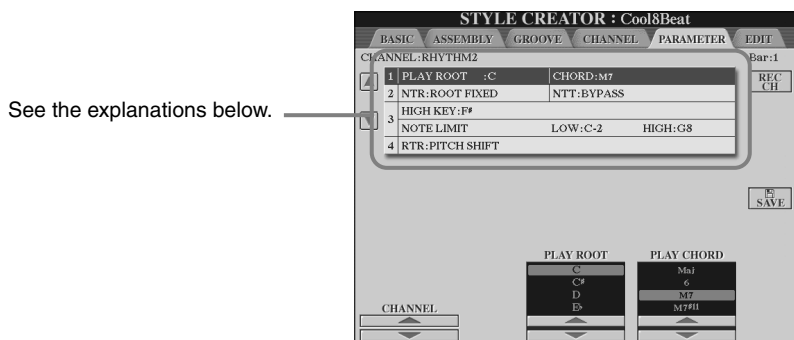 STYLE CREATOR : Cool8Beat
BASIC ASSEMBLY GROOVE CHANNEL PARAMETER EDIT
CHANNEL:RHYTHM2 Bar:1
1 PLAY ROOT :C CHORD:M7
REC CH
2 NTR:ROOT FIXED NTT:BYPASS
See the explanations below.
3 HIGH KEY:F♯
NOTE LIMIT LOW:C-2 HIGH:G8
4 RTR:PITCH SHIFT
SAVE
PLAY ROOT PLAY CHORD
C Maj
C♯ 6
D M7
E♭ M7♯11
CHANNEL